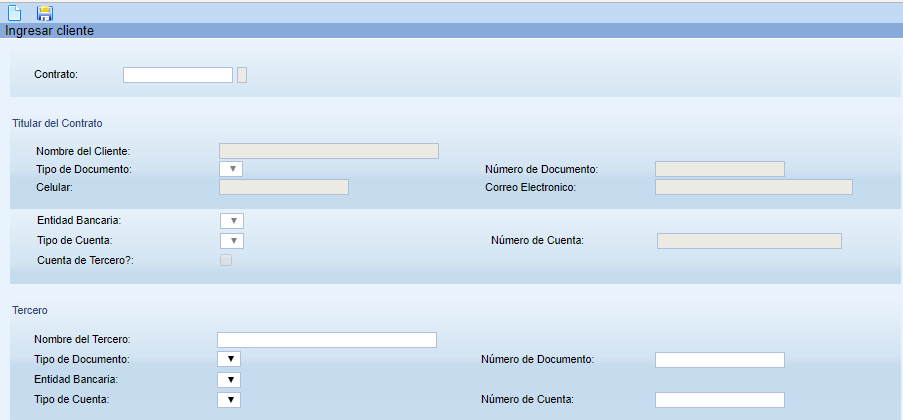 Ingresar cliente
Contrato:
Titular del Contrato
Nombre del Cliente:
Tipo de Documento: Número de Documento:
Celular: Correo Electronico:
Entidad Bancaria:
Tipo de Cuenta: Número de Cuenta:
Cuenta de Tercero?:
Tercero
Nombre del Tercero:
Tipo de Documento: Número de Documento:
Entidad Bancaria:
Tipo de Cuenta: Número de Cuenta: